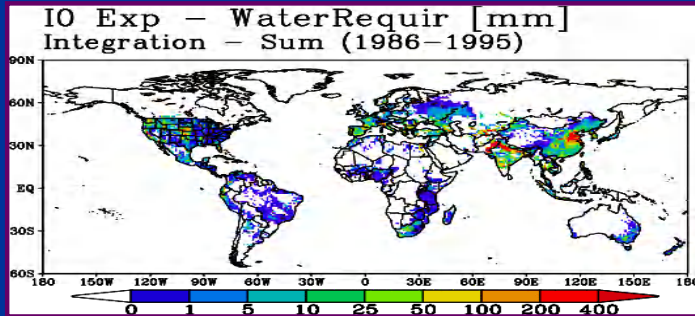 IO Exp – WaterRequir [mm]
Integration – Sum (1986–1995)
90N
60N
30N
EQ
30S
60S
180 150W 120W 90W 60W 30W 0 30E 60E 90E 120E 150E 180
0 1 5 10 25 50 100 200 400